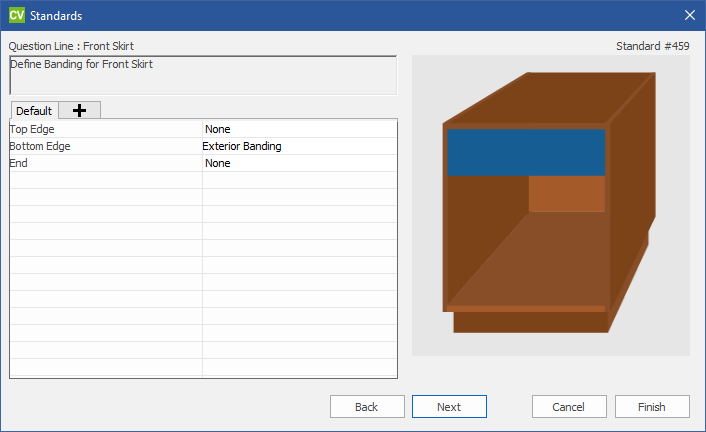 CV Standards
Question Line : Front Skirt Standard #459
Define Banding for Front Skirt
Default
Top Edge None
Bottom Edge Exterior Banding
End None
Back Next Cancel Finish